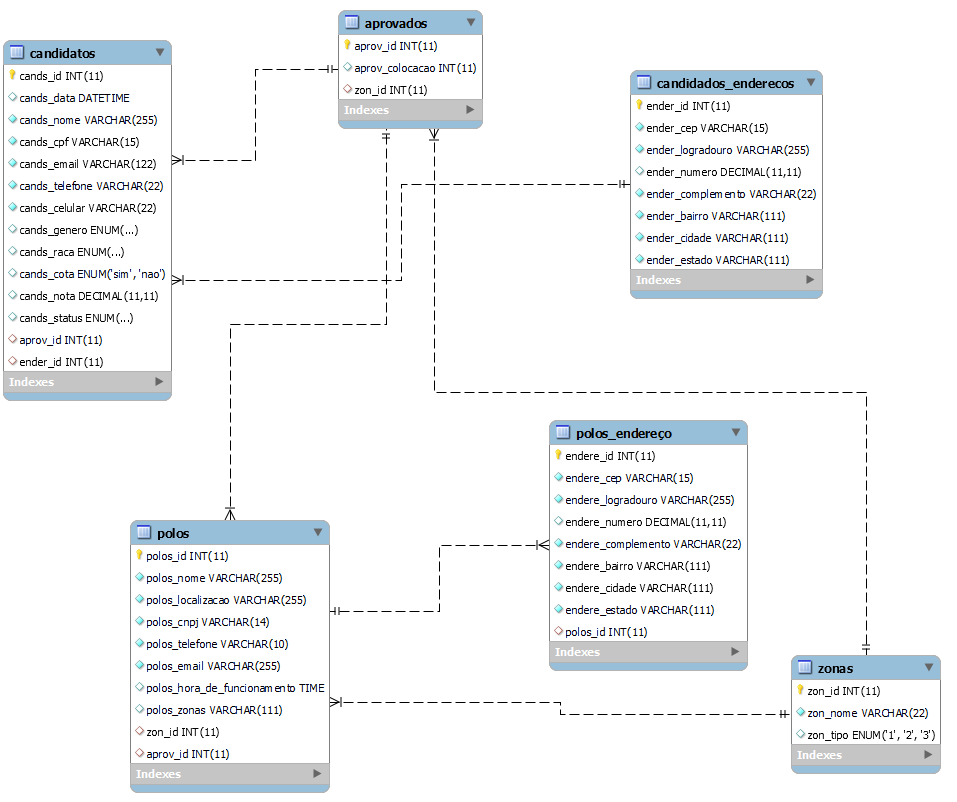 aprovados
aprov_id INT(11)
aprov_colocacao INT(11)
zon_id INT(11)
Indexes
candidatos
cands_id INT(11)
cands_data DATETIME
cands_nome VARCHAR(255)
cands_cpf VARCHAR(15)
cands_email VARCHAR(122)
cands_telefone VARCHAR(22)
cands_celular VARCHAR(22)
cands_genero ENUM(...)
cands_raca ENUM(...)
cands_cota ENUM('sim', 'nao')
cands_nota DECIMAL(11,11)
cands_status ENUM(...)
aprov_id INT(11)
ender_id INT(11)
Indexes
candidados_enderecos
ender_id INT(11)
ender_cep VARCHAR(15)
ender_logradouro VARCHAR(255)
ender_numero DECIMAL(11,11)
ender_complemento VARCHAR(22)
ender_bairro VARCHAR(111)
ender_cidade VARCHAR(111)
ender_estado VARCHAR(111)
Indexes
polos_endereço
endere_id INT(11)
endere_cep VARCHAR(15)
endere_logradouro VARCHAR(255)
endere_numero DECIMAL(11,11)
endere_complemento VARCHAR(22)
endere_bairro VARCHAR(111)
endere_cidade VARCHAR(111)
endere_estado VARCHAR(111)
polos_id INT(11)
Indexes
polos
polos_id INT(11)
polos_nome VARCHAR(255)
polos_localizacao VARCHAR(255)
polos_cnpj VARCHAR(14)
polos_telefone VARCHAR(10)
polos_email VARCHAR(255)
polos_hora_de_funcionamento TIME
polos_zonas VARCHAR(111)
zon_id INT(11)
aprov_id INT(11)
Indexes
zonas
zon_id INT(11)
zon_nome VARCHAR(22)
zon_tipo ENUM('1', '2', '3')
Indexes